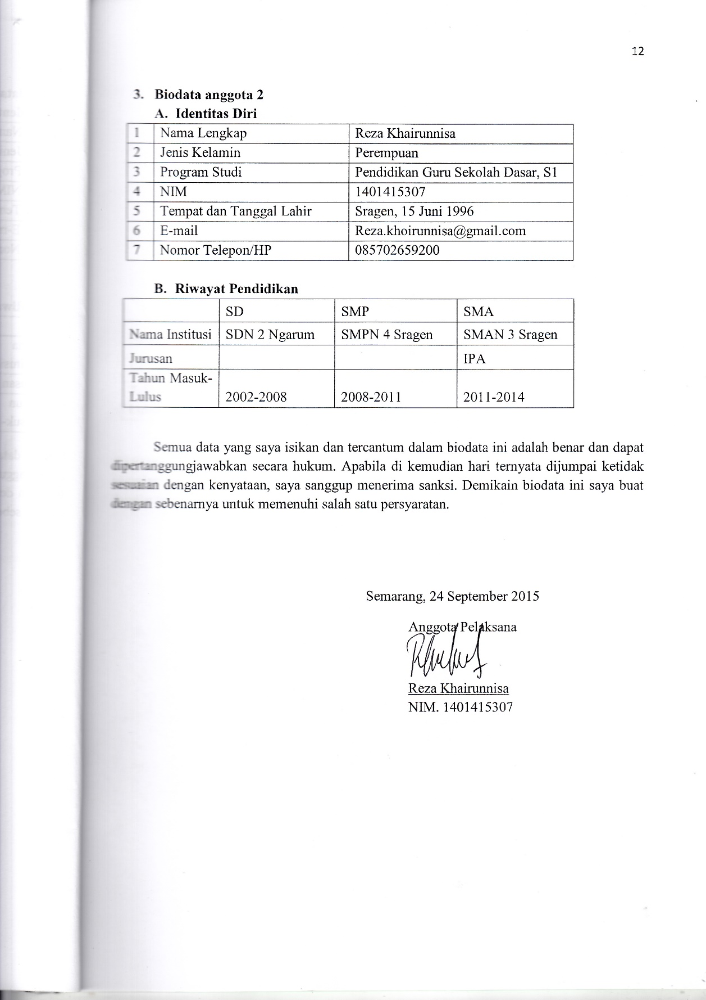 12
3. Biodata anggota 2
A. Identitas Diri
1 Nama Lengkap Reza Khairunnisa
2 Jenis Kelamin Perempuan
3 Program Studi Pendidikan Guru Sekolah Dasar, S1
4 NIM 1401415307
5 Tempat dan Tanggal Lahir Sragen, 15 Juni 1996
6 E-mail Reza.khoirunnisa@gmail.com
7 Nomor Telepon/HP 085702659200
B. Riwayat Pendidikan
SD SMP SMA
Nama Institusi SDN 2 Ngarum SMPN 4 Sragen SMAN 3 Sragen
Jurusan IPA
Tahun Masuk-
Lulus 2002-2008 2008-2011 2011-2014
Semua data yang saya isikan dan tercantum dalam biodata ini adalah benar dan dapat
dipertanggungjawabkan secara hukum. Apabila di kemudian hari ternyata dijumpai ketidak
sesuaian dengan kenyataan, saya sanggup menerima sanksi. Demikain biodata ini saya buat
dengan sebenarnya untuk memenuhi salah satu persyaratan.
Semarang, 24 September 2015
Anggota Pelaksana
Reza Khairunnisa
NIM. 1401415307